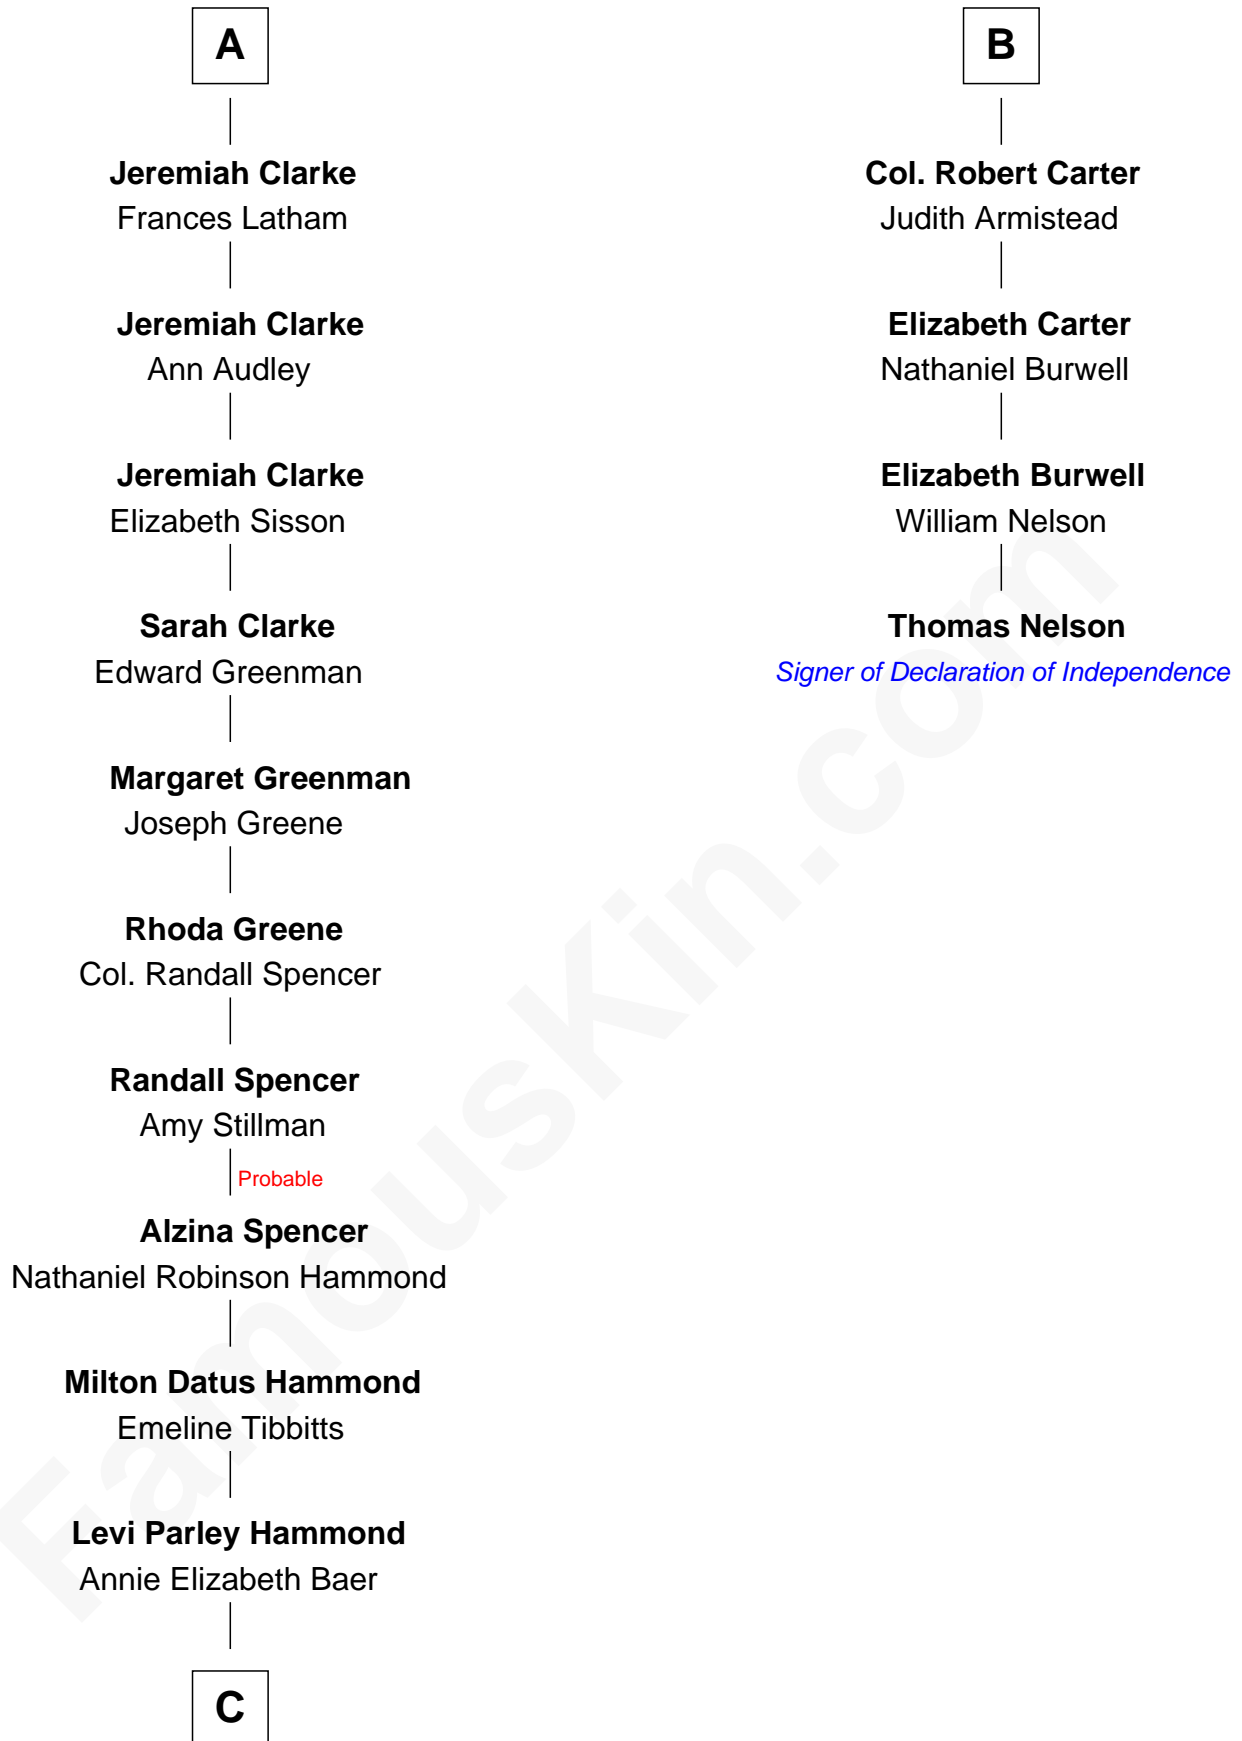 A
Jeremiah Clarke
Frances Latham
Jeremiah Clarke
Ann Audley
Jeremiah Clarke
Elizabeth Sisson
Sarah Clarke
Edward Greenman
Margaret Greenman
Joseph Greene
Rhoda Greene
Col. Randall Spencer
Randall Spencer
Amy Stillman
Probable
Alzina Spencer
Nathaniel Robinson Hammond
Milton Datus Hammond
Emeline Tibbitts
Levi Parley Hammond
Annie Elizabeth Baer
C
B
Col. Robert Carter
Judith Armistead
Elizabeth Carter
Nathaniel Burwell
Elizabeth Burwell
William Nelson
Thomas Nelson
Signer of Declaration of Independence
FamousKin.com